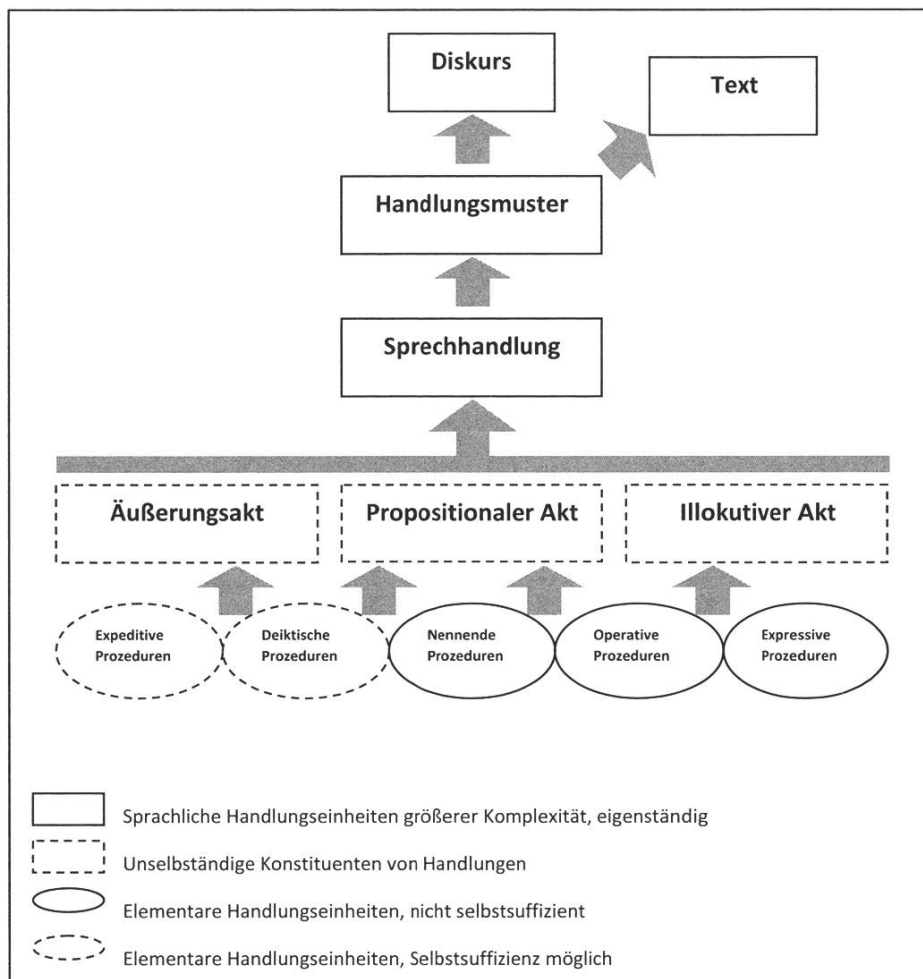 Diskurs
Text
Handlungsmuster
Sprechhandlung
Äußerungsakt
Propositionaler Akt
Illokutiver Akt
Expeditive
Prozeduren
Deiktische
Prozeduren
Nennende
Prozeduren
Operative
Prozeduren
Expressive
Prozeduren
Sprachliche Handlungseinheiten größerer Komplexität, eigenständig
Unselbständige Konstituenten von Handlungen
Elementare Handlungseinheiten, nicht selbstsuffizient
Elementare Handlungseinheiten, Selbstsuffizienz möglich